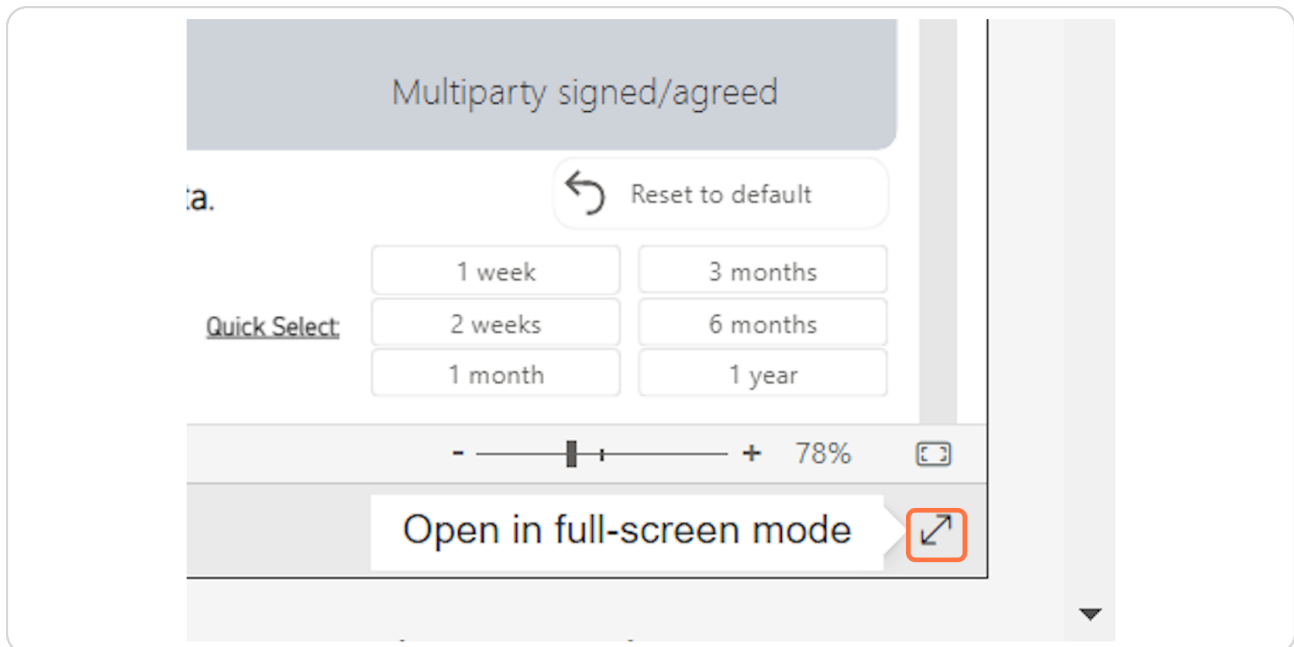 Multiparty signed/agreed
ta.
Reset to default
1 week
3 months
Quick Select:
2 weeks
6 months
1 month
1 year
- + 78%
Open in full-screen mode